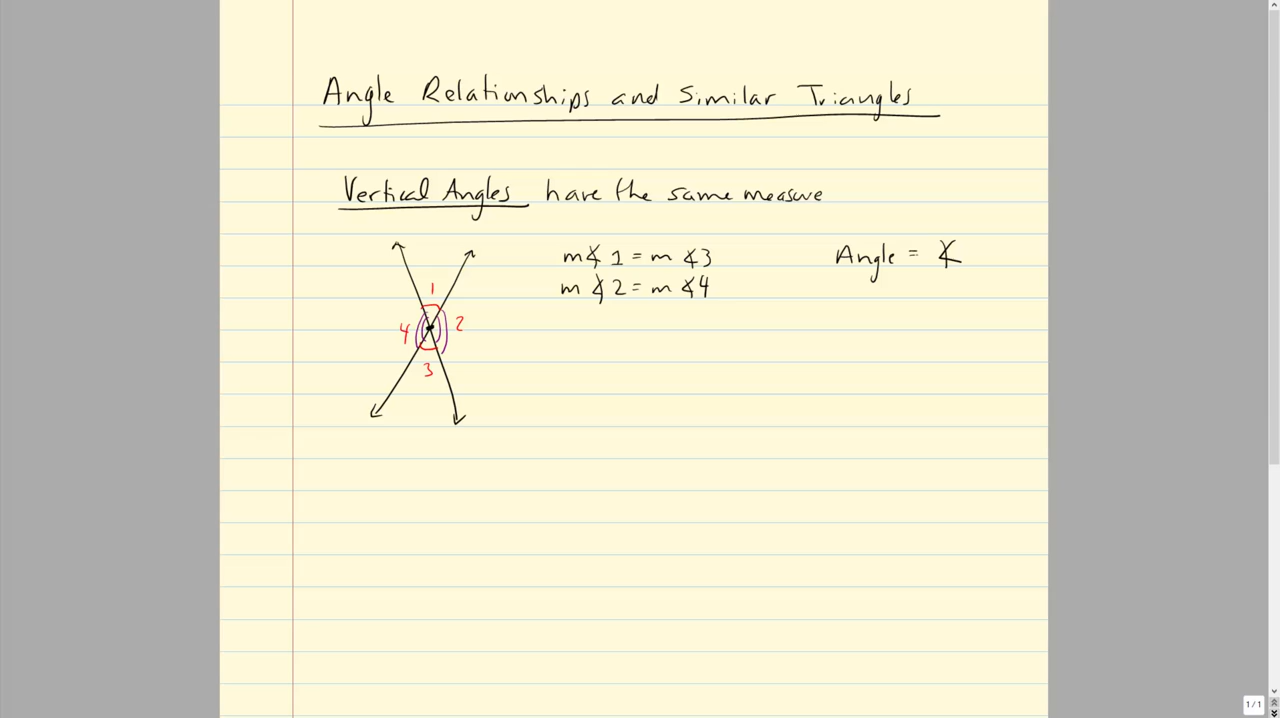 Angle Relationships and Similar Triangles
Vertical Angles have the same measure
m∡1 = m∡3
Angle = ∡
m∡2 = m∡4
1
4 2
3
1/1